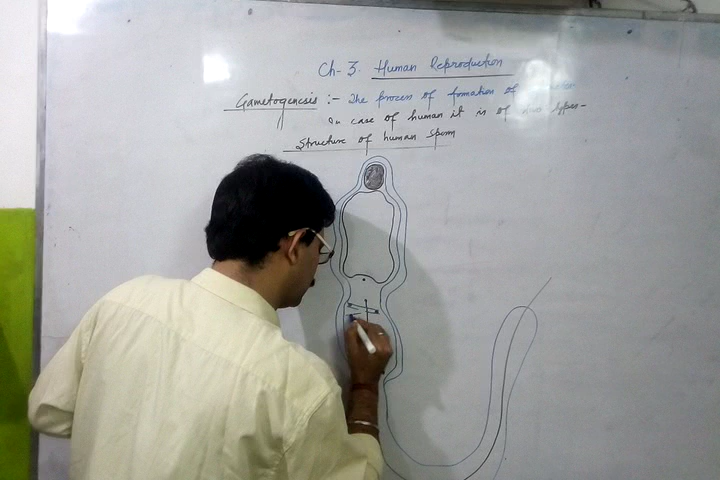 Ch-3. Human Reproduction
Gametogenesis :- The process of formation of
In case of human it is of types-
Structure of human sperm